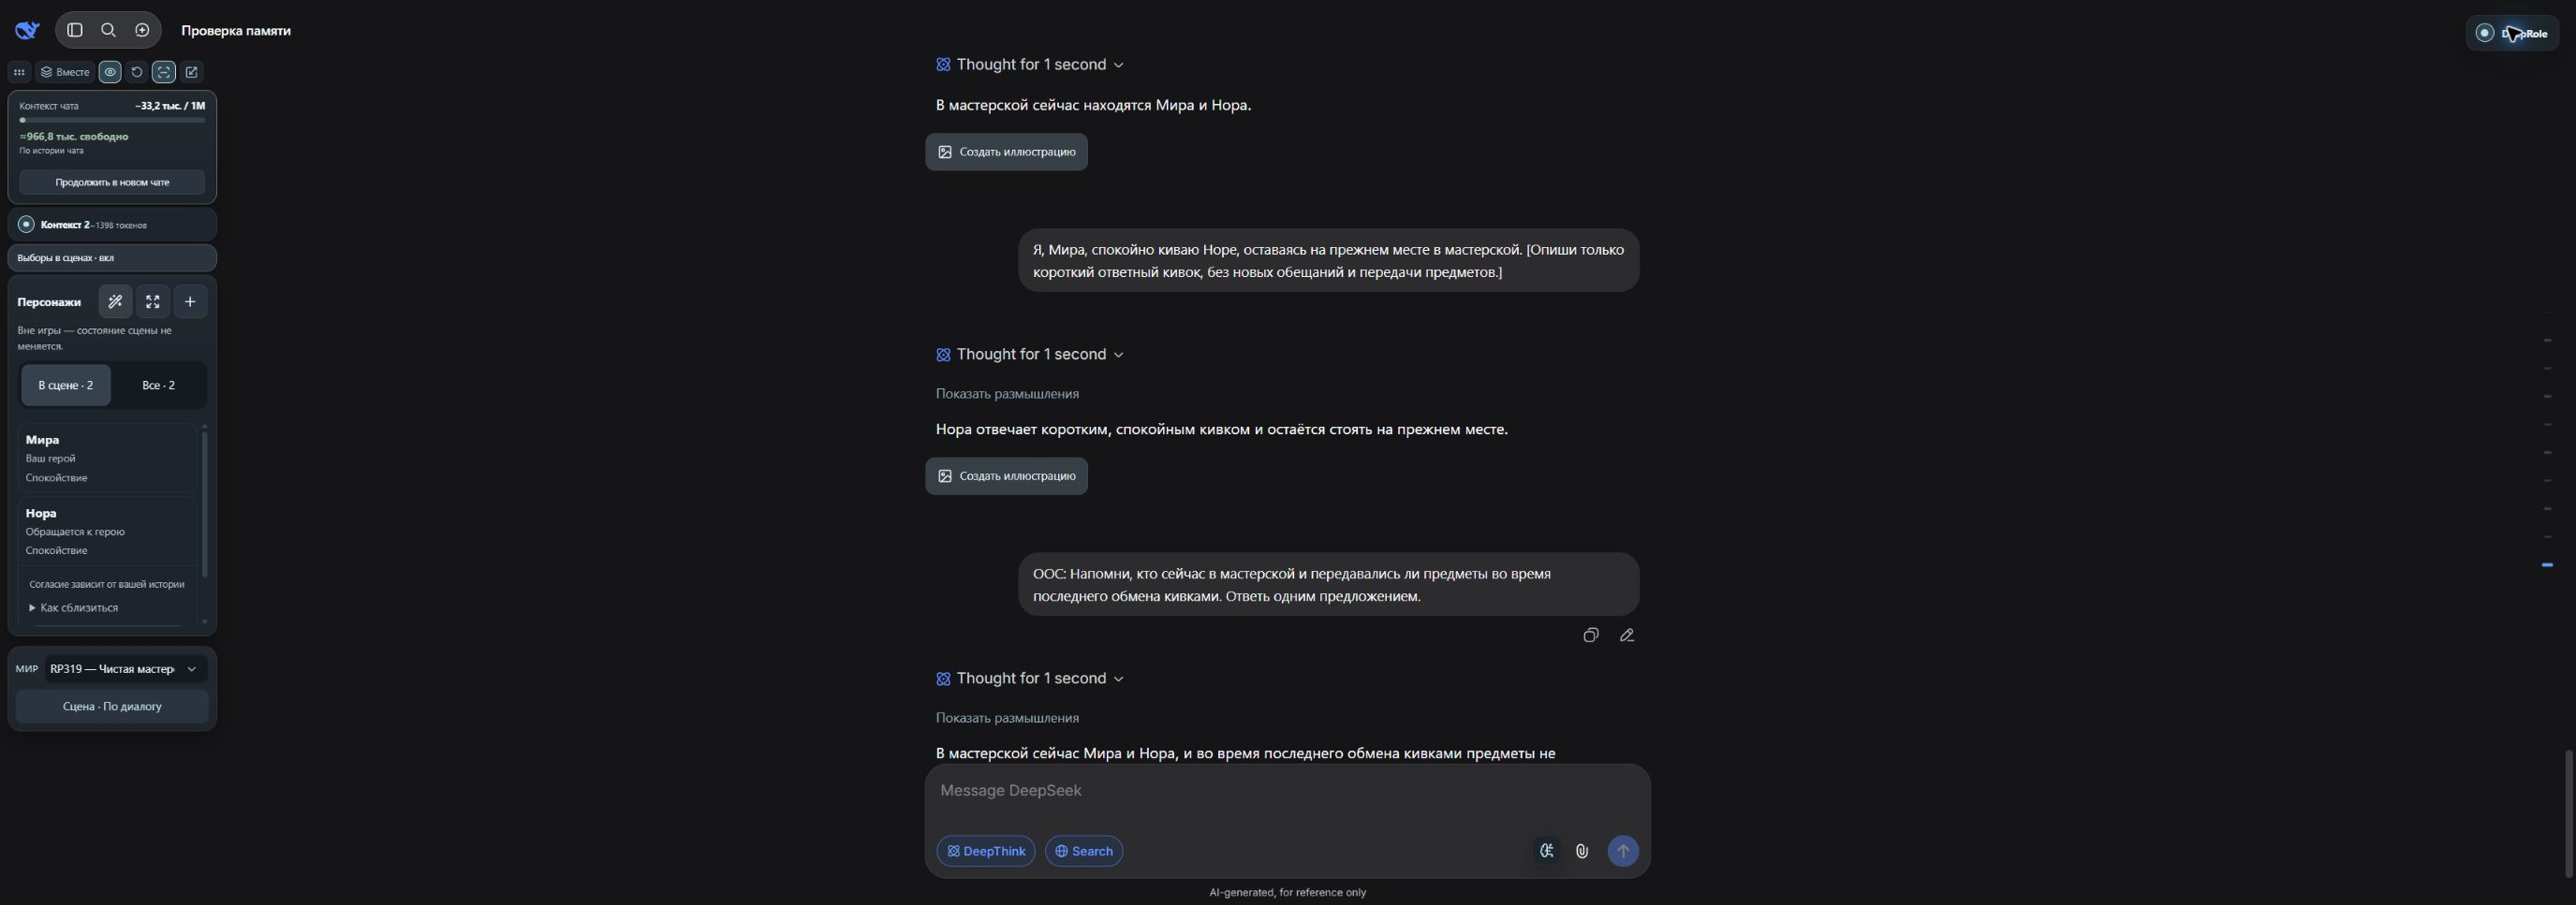 Проверка памяти
Вместе
Контекст чата
~33,2 тыс. / 1M
≈966,8 тыс. свободно
По истории чата
Продолжить в новом чате
Контекст 2 ~1398 токенов
Выборы в сценах · вкл
Персонажи
Вне игры — состояние сцены не
меняется.
В сцене · 2
Все · 2
Мира
Ваш герой
Спокойствие
Нора
Обращается к герою
Спокойствие
Согласие зависит от вашей истории
Как сблизиться
МИР
RP319 — Чистая мастер
Сцена · По диалогу
Thought for 1 second
В мастерской сейчас находятся Мира и Нора.
Создать иллюстрацию
Я, Мира, спокойно киваю Норе, оставаясь на прежнем месте в мастерской. [Опиши только
короткий ответный кивок, без новых обещаний и передачи предметов.]
Thought for 1 second
Показать размышления
Нора отвечает коротким, спокойным кивком и остаётся стоять на прежнем месте.
Создать иллюстрацию
ООС: Напомни, кто сейчас в мастерской и передавались ли предметы во время
последнего обмена кивками. Ответь одним предложением.
Thought for 1 second
Показать размышления
В мастерской сейчас Мира и Нора, и во время последнего обмена кивками предметы не
Message DeepSeek
DeepThink
Search
AI-generated, for reference only